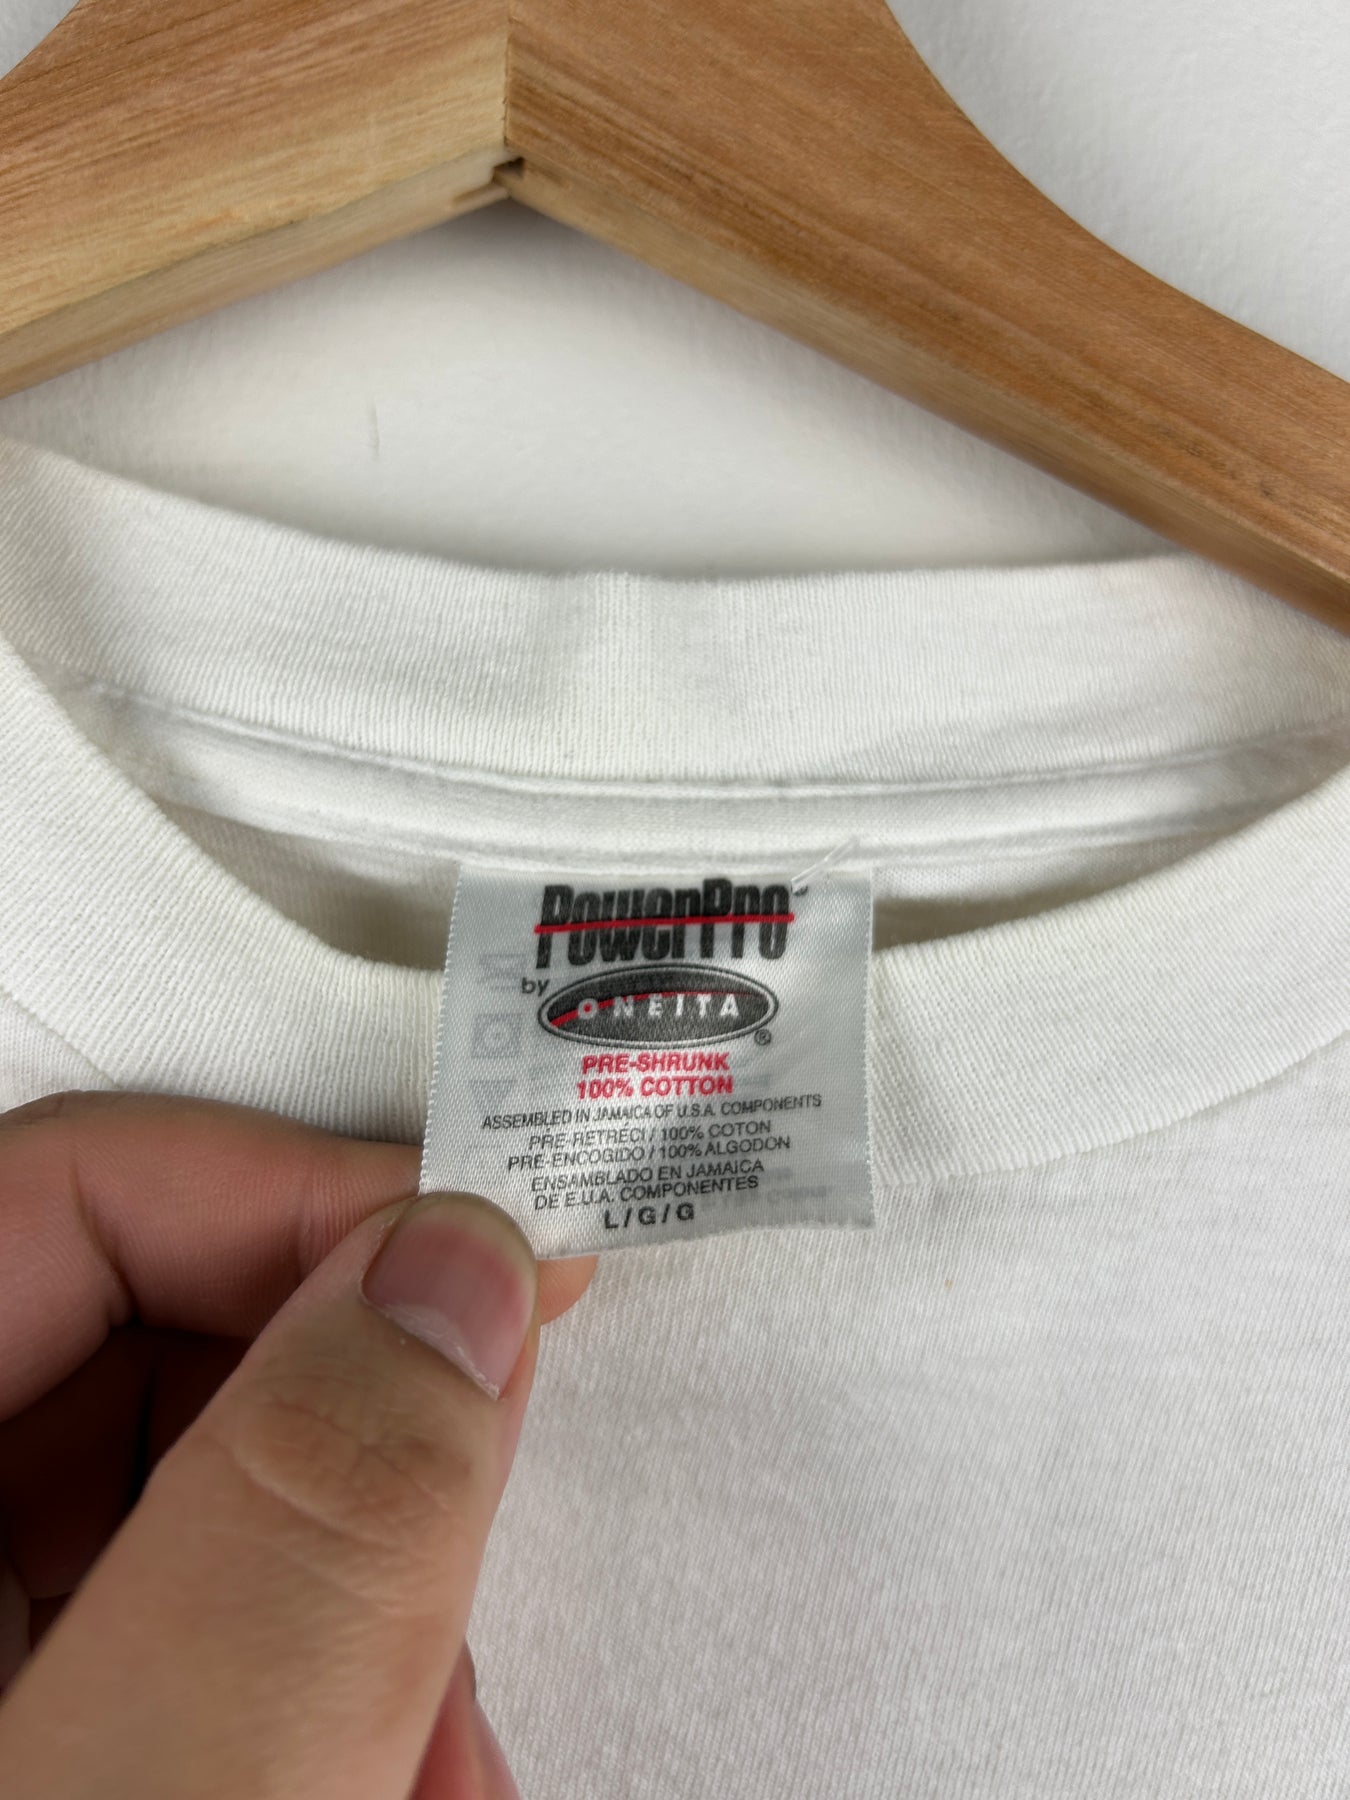 PowerPro®
by ONEITA®
PRE-SHRUNK
100% COTTON
ASSEMBLED IN JAMAICA OF U.S.A. COMPONENTS
PRÉ-RETRÉCI / 100% COTON
PRE-ENCOGIDO / 100% ALGODON
ENSAMBLADO EN JAMAICA
DE E.U.A. COMPONENTES
L/G/G